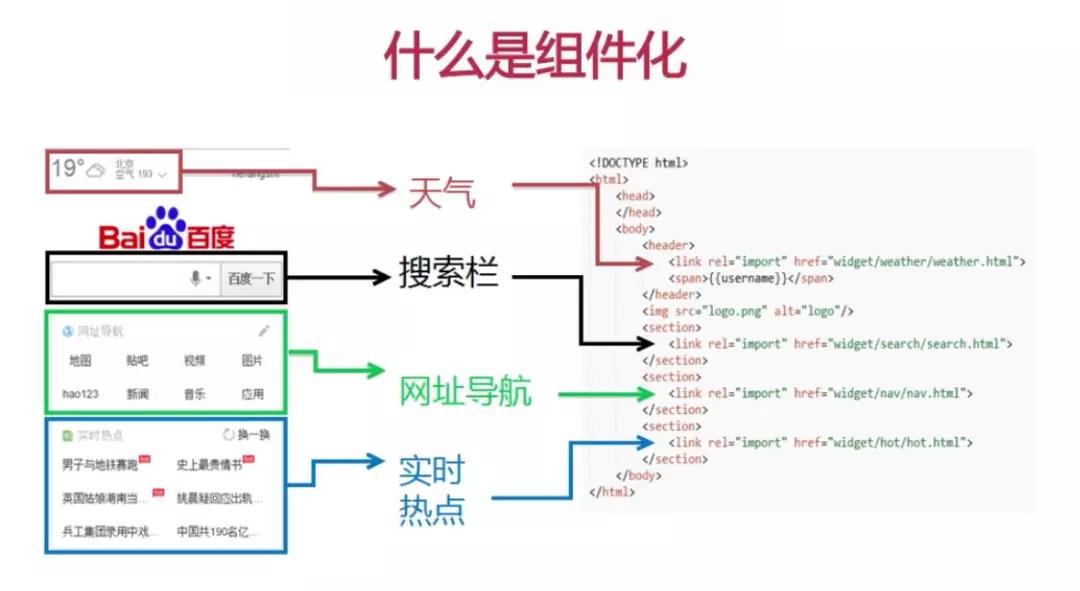 什么是组件化
19° 北京
空气 193
天气
Bai du 百度
百度一下
搜索栏
网址导航
地图 贴吧 视频 图片
hao123 新闻 音乐 应用
网址导航
实时热点 换一换
男子与地铁赛跑 史上最贵情书
英国姑娘湘南当... 姚晨疑回应出轨...
兵工集团录用中戏... 中国共190名亿...
实时
热点
<!DOCTYPE html>
<html>
<head>
</head>
<body>
<header>
<link rel="import" href="widget/weather/weather.html">
<span>{{username}}</span>
</header>
<img src="logo.png" alt="logo"/>
<section>
<link rel="import" href="widget/search/search.html">
</section>
<section>
<link rel="import" href="widget/nav/nav.html">
</section>
<section>
<link rel="import" href="widget/hot/hot.html">
</section>
</body>
</html>